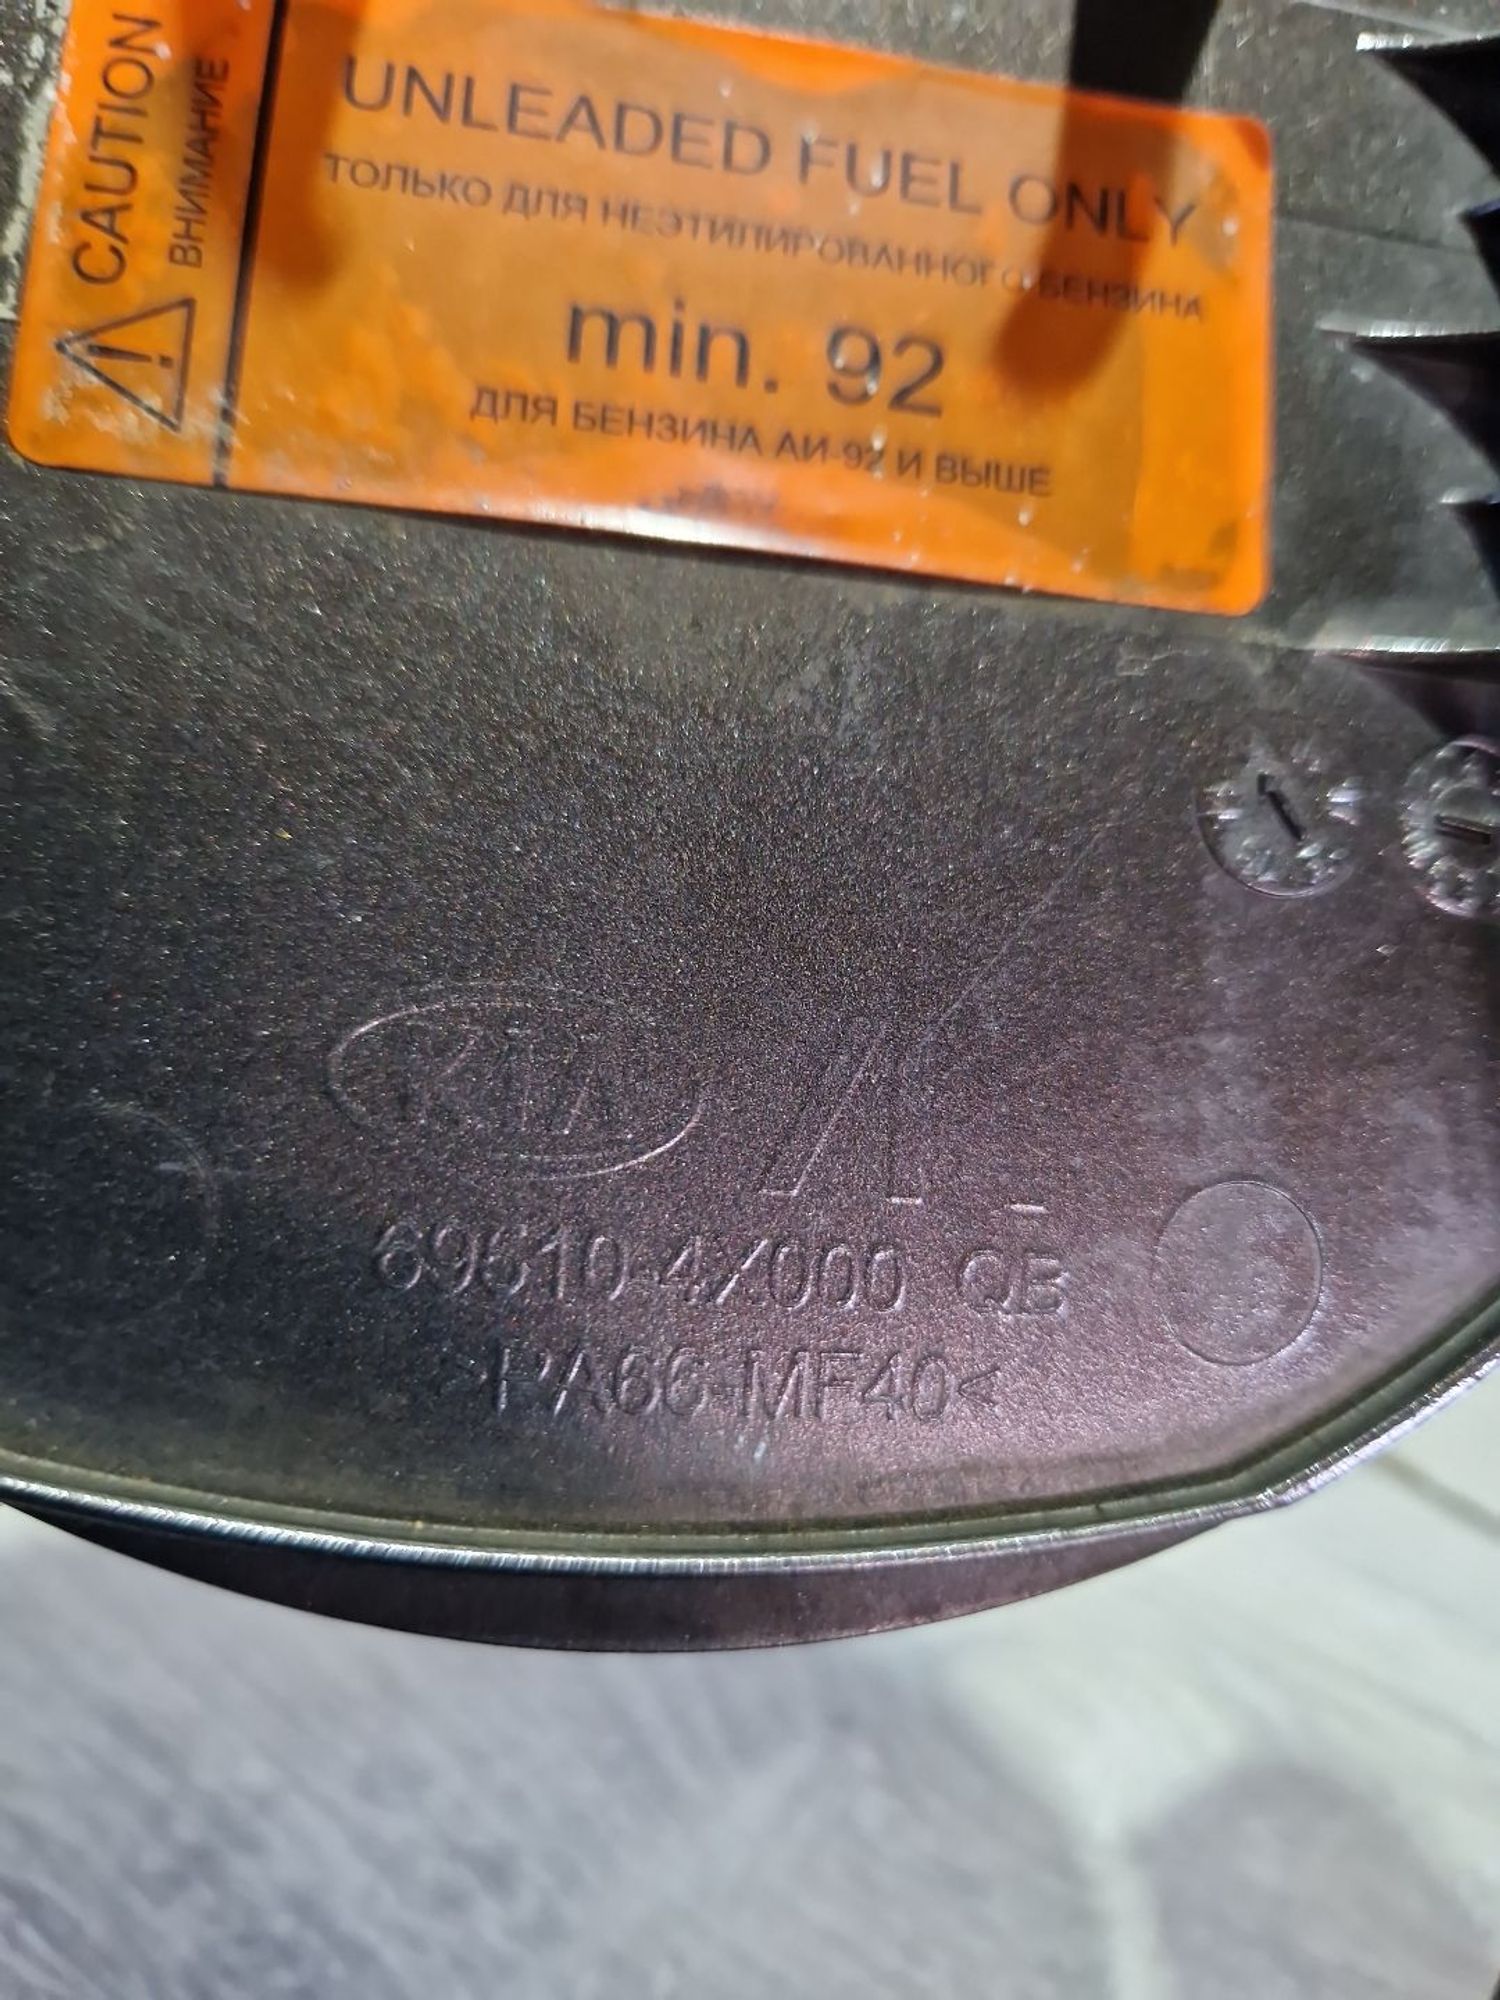 CAUTION
ВНИМАНИЕ
UNLEADED FUEL ONLY
ТОЛЬКО ДЛЯ НЕЭТИЛИРОВАННОГО БЕНЗИНА
min. 92
ДЛЯ БЕНЗИНА АИ-92 И ВЫШЕ
KIA
69610-4X000 QB
>PA66-MF40<